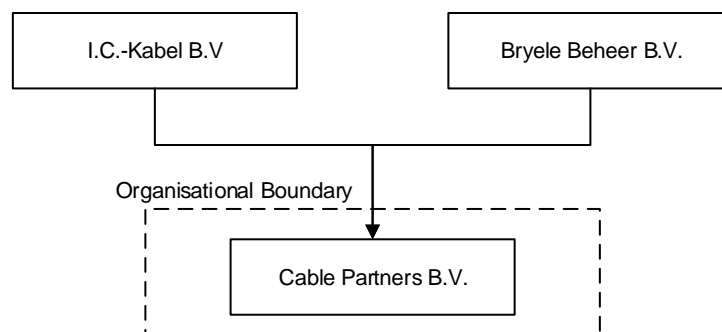 I.C.-Kabel B.V
Bryele Beheer B.V.
Organisational Boundary
Cable Partners B.V.